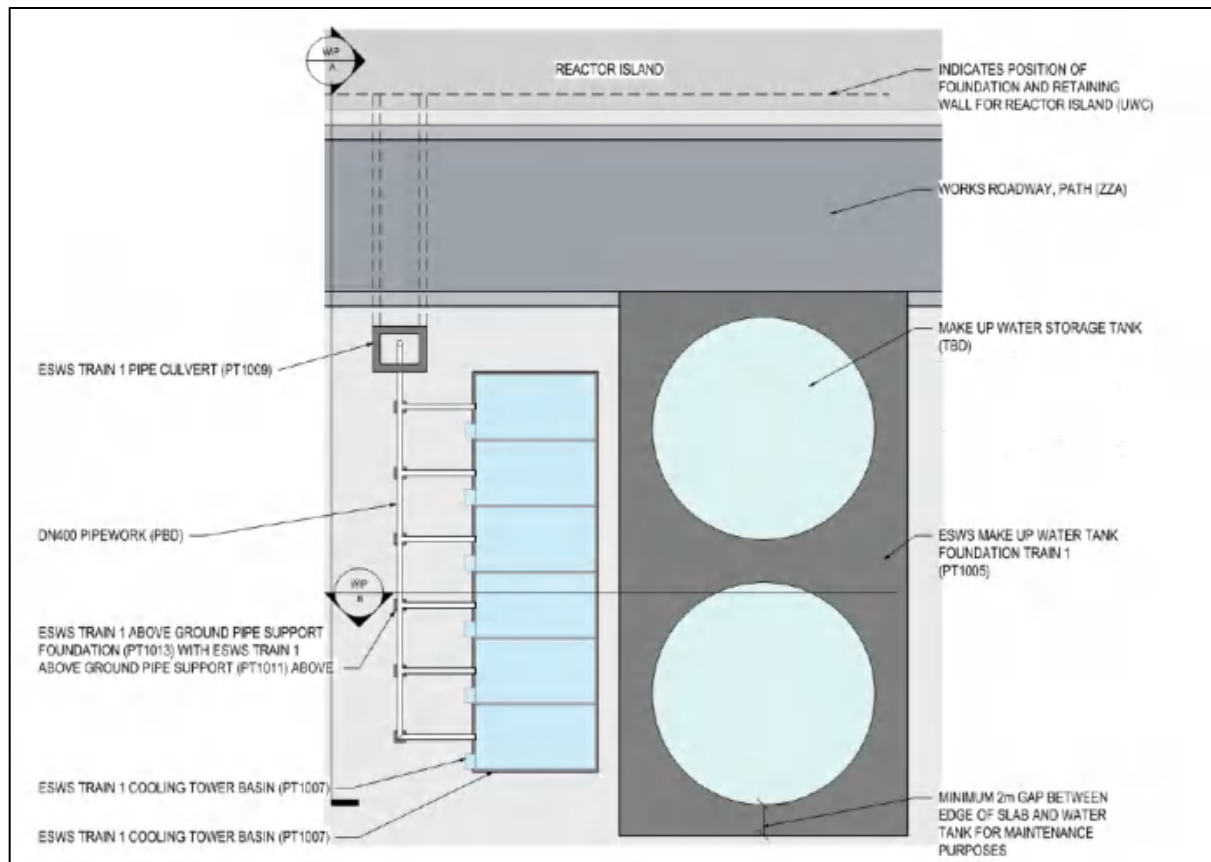 WIP
A
REACTOR ISLAND
INDICATES POSITION OF
FOUNDATION AND RETAINING
WALL FOR REACTOR ISLAND (UWC)
WORKS ROADWAY, PATH (ZZA)
MAKE UP WATER STORAGE TANK
(TBD)
ESWS TRAIN 1 PIPE CULVERT (PT1009)
DN400 PIPEWORK (PBD)
ESWS MAKE UP WATER TANK
FOUNDATION TRAIN 1
(PT1005)
WIP
B
ESWS TRAIN 1 ABOVE GROUND PIPE SUPPORT
FOUNDATION (PT1013) WITH ESWS TRAIN 1
ABOVE GROUND PIPE SUPPORT (PT1011) ABOVE
ESWS TRAIN 1 COOLING TOWER BASIN (PT1007)
ESWS TRAIN 1 COOLING TOWER BASIN (PT1007)
MINIMUM 2m GAP BETWEEN
EDGE OF SLAB AND WATER
TANK FOR MAINTENANCE
PURPOSES